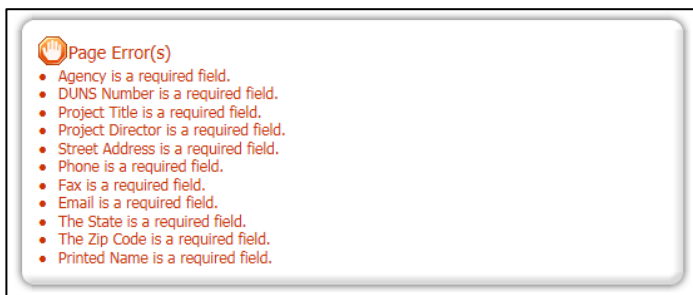 Page Error(s)
• Agency is a required field.
• DUNS Number is a required field.
• Project Title is a required field.
• Project Director is a required field.
• Street Address is a required field.
• Phone is a required field.
• Fax is a required field.
• Email is a required field.
• The State is a required field.
• The Zip Code is a required field.
• Printed Name is a required field.